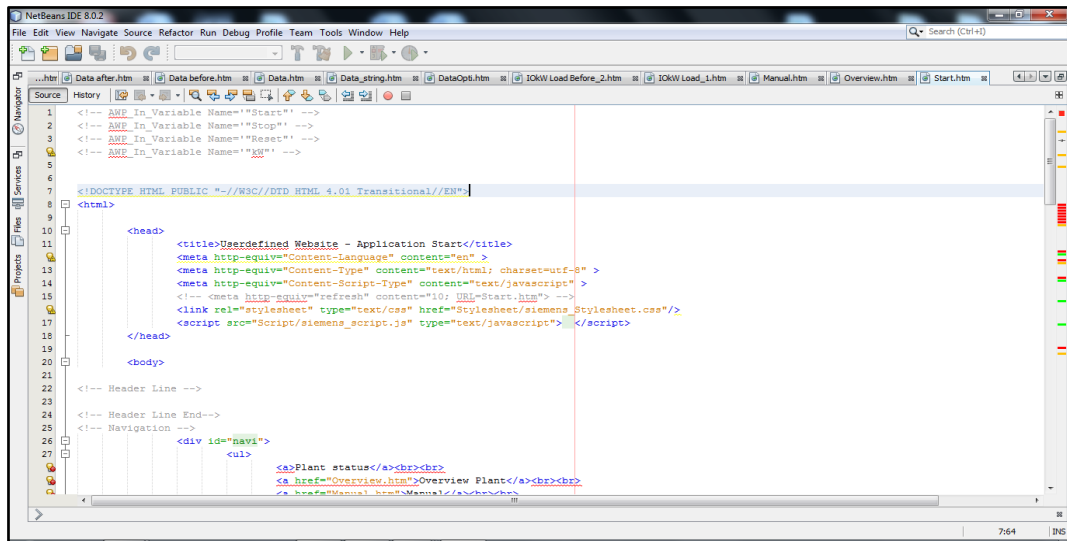 NetBeans IDE 8.0.2
File Edit View Navigate Source Refactor Run Debug Profile Team Tools Window Help
Search (Ctrl+I)
...htm Data after.htm Data before.htm Data.htm Data_string.htm DataOpti.htm IOkW Load Before_2.htm IOkW Load_1.htm Manual.htm Overview.htm Start.htm
Source History
Navigator
Services
Files
Projects
1 <!-- AWP_In_Variable Name='"Start"' -->
2 <!-- AWP_In_Variable Name='"Stop"' -->
3 <!-- AWP_In_Variable Name='"Reset"' -->
<!-- AWP_In_Variable Name='"kW"' -->
5
6
7 <!DOCTYPE HTML PUBLIC "-//W3C//DTD HTML 4.01 Transitional//EN">
8 <html>
9
10 <head>
11 <title>Userdefined Website - Application Start</title>
<meta http-equiv="Content-Language" content="en" >
13 <meta http-equiv="Content-Type" content="text/html; charset=utf-8" >
14 <meta http-equiv="Content-Script-Type" content="text/javascript" >
15 <!-- <meta http-equiv="refresh" content="10; URL=Start.htm"> -->
<link rel="stylesheet" type="text/css" href="Stylesheet/siemens_Stylesheet.css"/>
17 <script src="Script/siemens_script.js" type="text/javascript"> </script>
18 </head>
19
20 <body>
21
22 <!-- Header Line -->
23
24 <!-- Header Line End-->
25 <!-- Navigation -->
26 <div id="navi">
27 <ul>
<a>Plant status</a><br><br>
<a href="Overview.htm">Overview Plant</a><br><br>
<a href="Manual.htm">Manual</a><br><br>
7:64 INS